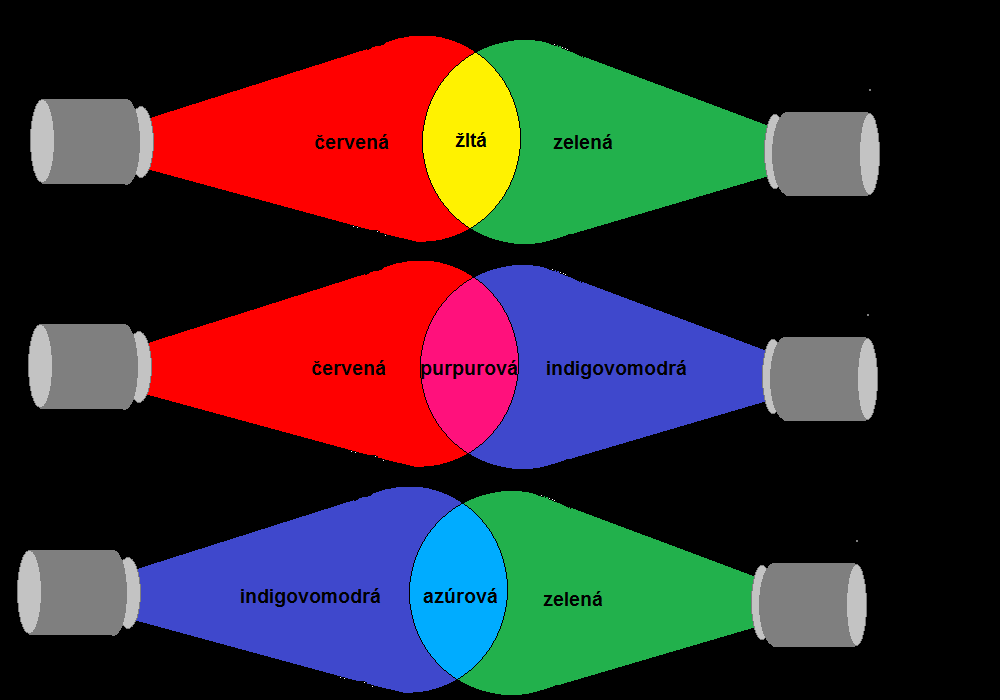 červená žltá zelená
červená purpurová indigovomodrá
indigovomodrá azúrová zelená